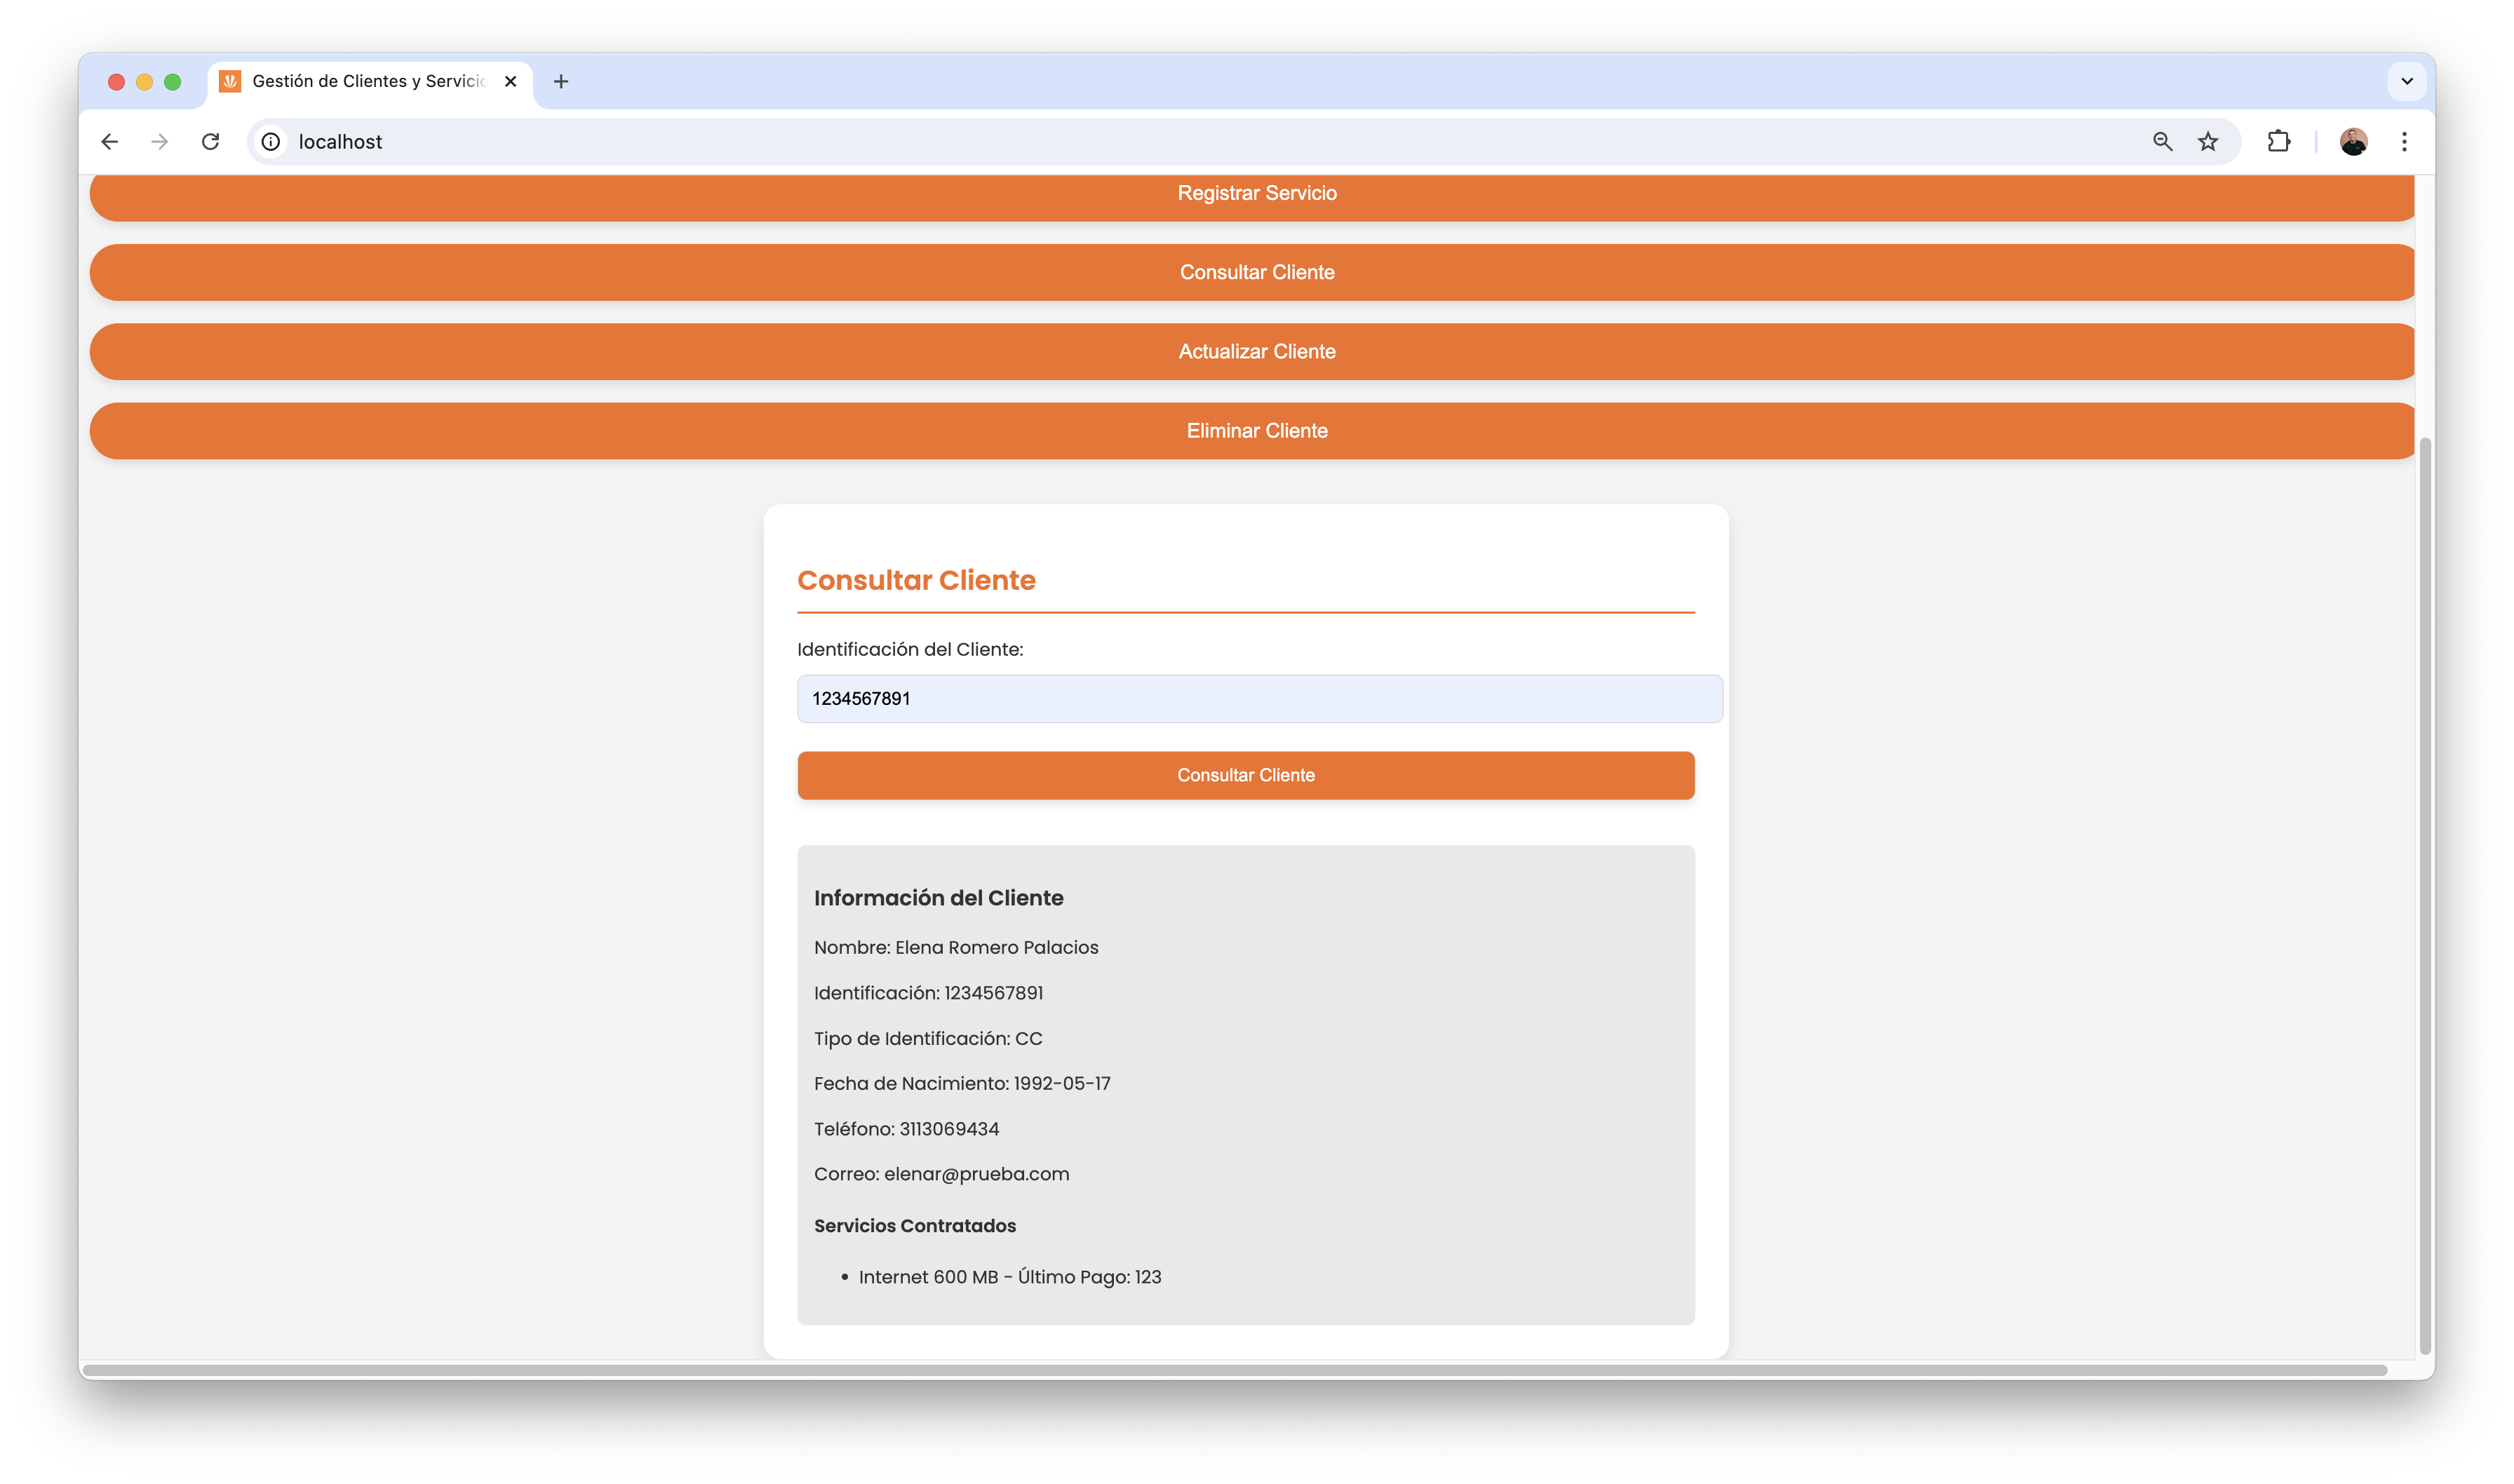 Gestión de Clientes y Servicio
localhost
Registrar Servicio
Consultar Cliente
Actualizar Cliente
Eliminar Cliente
Consultar Cliente
Identificación del Cliente:
1234567891
Consultar Cliente
Información del Cliente
Nombre: Elena Romero Palacios
Identificación: 1234567891
Tipo de Identificación: CC
Fecha de Nacimiento: 1992-05-17
Teléfono: 3113069434
Correo: elenar@prueba.com
Servicios Contratados
• Internet 600 MB - Último Pago: 123